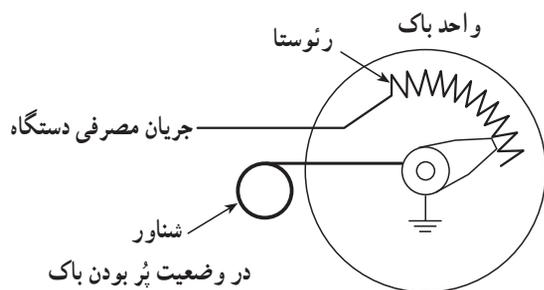 واحد باک
رئوستا
جریان مصرفی دستگاه
شناور
در وضعیت پُر بودن باک